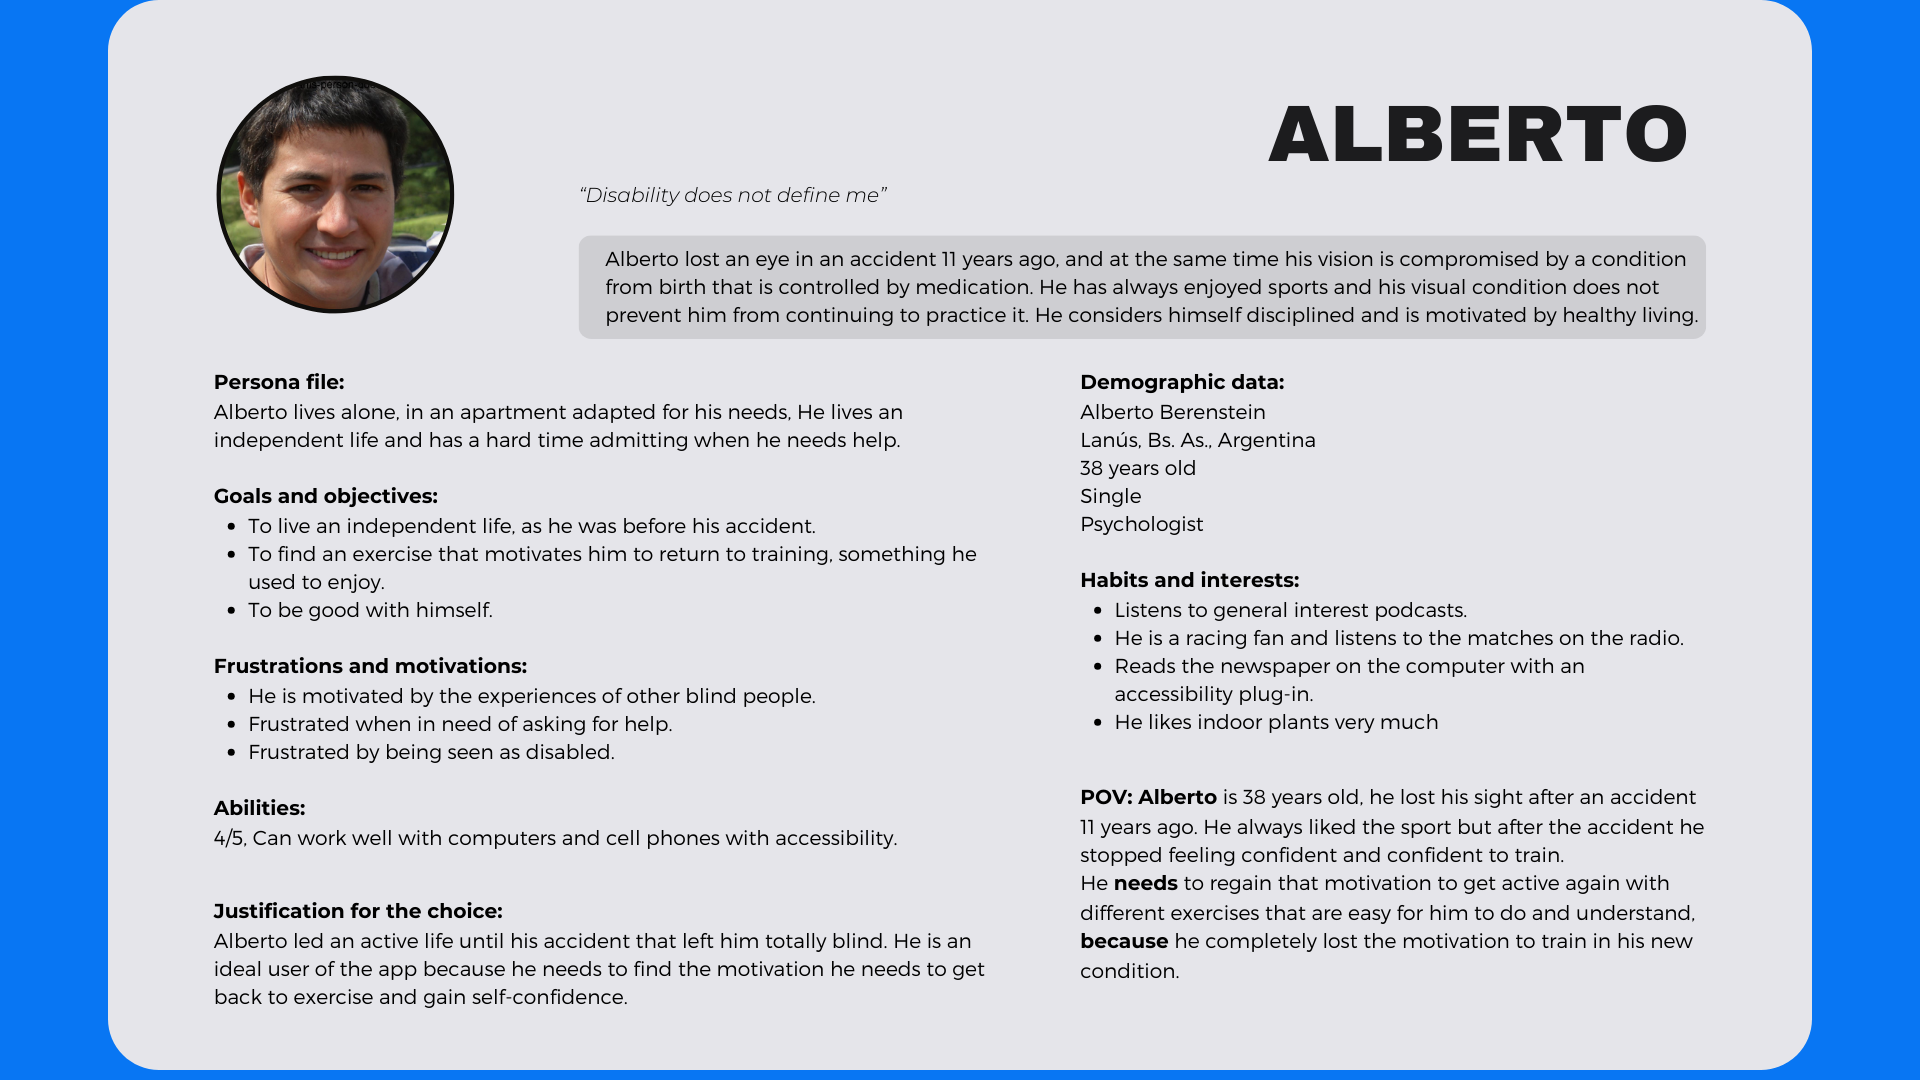 ALBERTO
“Disability does not define me”
Alberto lost an eye in an accident 11 years ago, and at the same time his vision is compromised by a condition
from birth that is controlled by medication. He has always enjoyed sports and his visual condition does not
prevent him from continuing to practice it. He considers himself disciplined and is motivated by healthy living.
Persona file:
Alberto lives alone, in an apartment adapted for his needs, He lives an
independent life and has a hard time admitting when he needs help.
Goals and objectives:
• To live an independent life, as he was before his accident.
• To find an exercise that motivates him to return to training, something he
used to enjoy.
• To be good with himself.
Frustrations and motivations:
• He is motivated by the experiences of other blind people.
• Frustrated when in need of asking for help.
• Frustrated by being seen as disabled.
Abilities:
4/5, Can work well with computers and cell phones with accessibility.
Justification for the choice:
Alberto led an active life until his accident that left him totally blind. He is an
ideal user of the app because he needs to find the motivation he needs to get
back to exercise and gain self-confidence.
Demographic data:
Alberto Berenstein
Lanús, Bs. As., Argentina
38 years old
Single
Psychologist
Habits and interests:
• Listens to general interest podcasts.
• He is a racing fan and listens to the matches on the radio.
• Reads the newspaper on the computer with an
accessibility plug-in.
• He likes indoor plants very much
POV: Alberto is 38 years old, he lost his sight after an accident
11 years ago. He always liked the sport but after the accident he
stopped feeling confident and confident to train.
He needs to regain that motivation to get active again with
different exercises that are easy for him to do and understand,
because he completely lost the motivation to train in his new
condition.